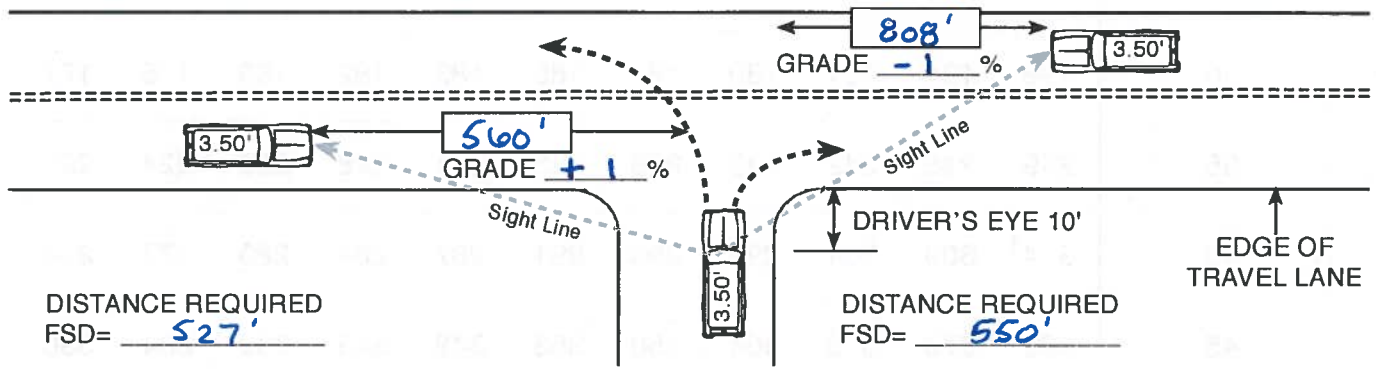 808'
GRADE -1 %
3.50'
3.50'
560'
GRADE +1 %
Sight Line
Sight Line
DRIVER'S EYE 10'
3.50'
EDGE OF
TRAVEL LANE
DISTANCE REQUIRED
FSD= 527'
DISTANCE REQUIRED
FSD= 550'